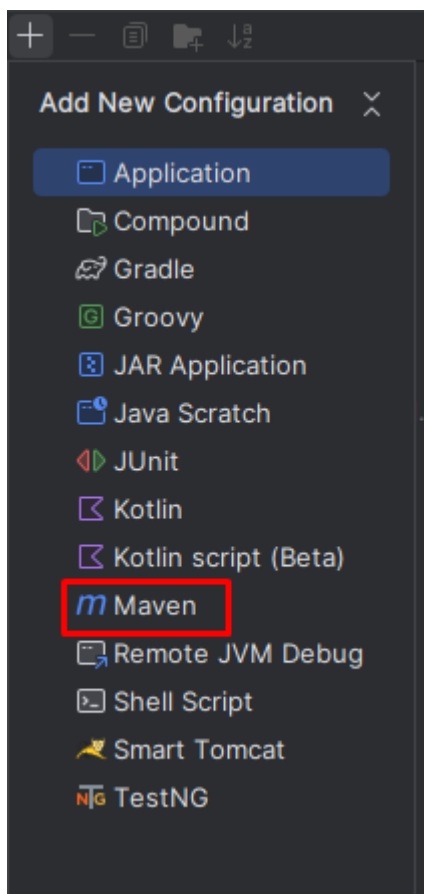 Add New Configuration
Application
Compound
Gradle
Groovy
JAR Application
Java Scratch
JUnit
Kotlin
Kotlin script (Beta)
Maven
Remote JVM Debug
Shell Script
Smart Tomcat
TestNG